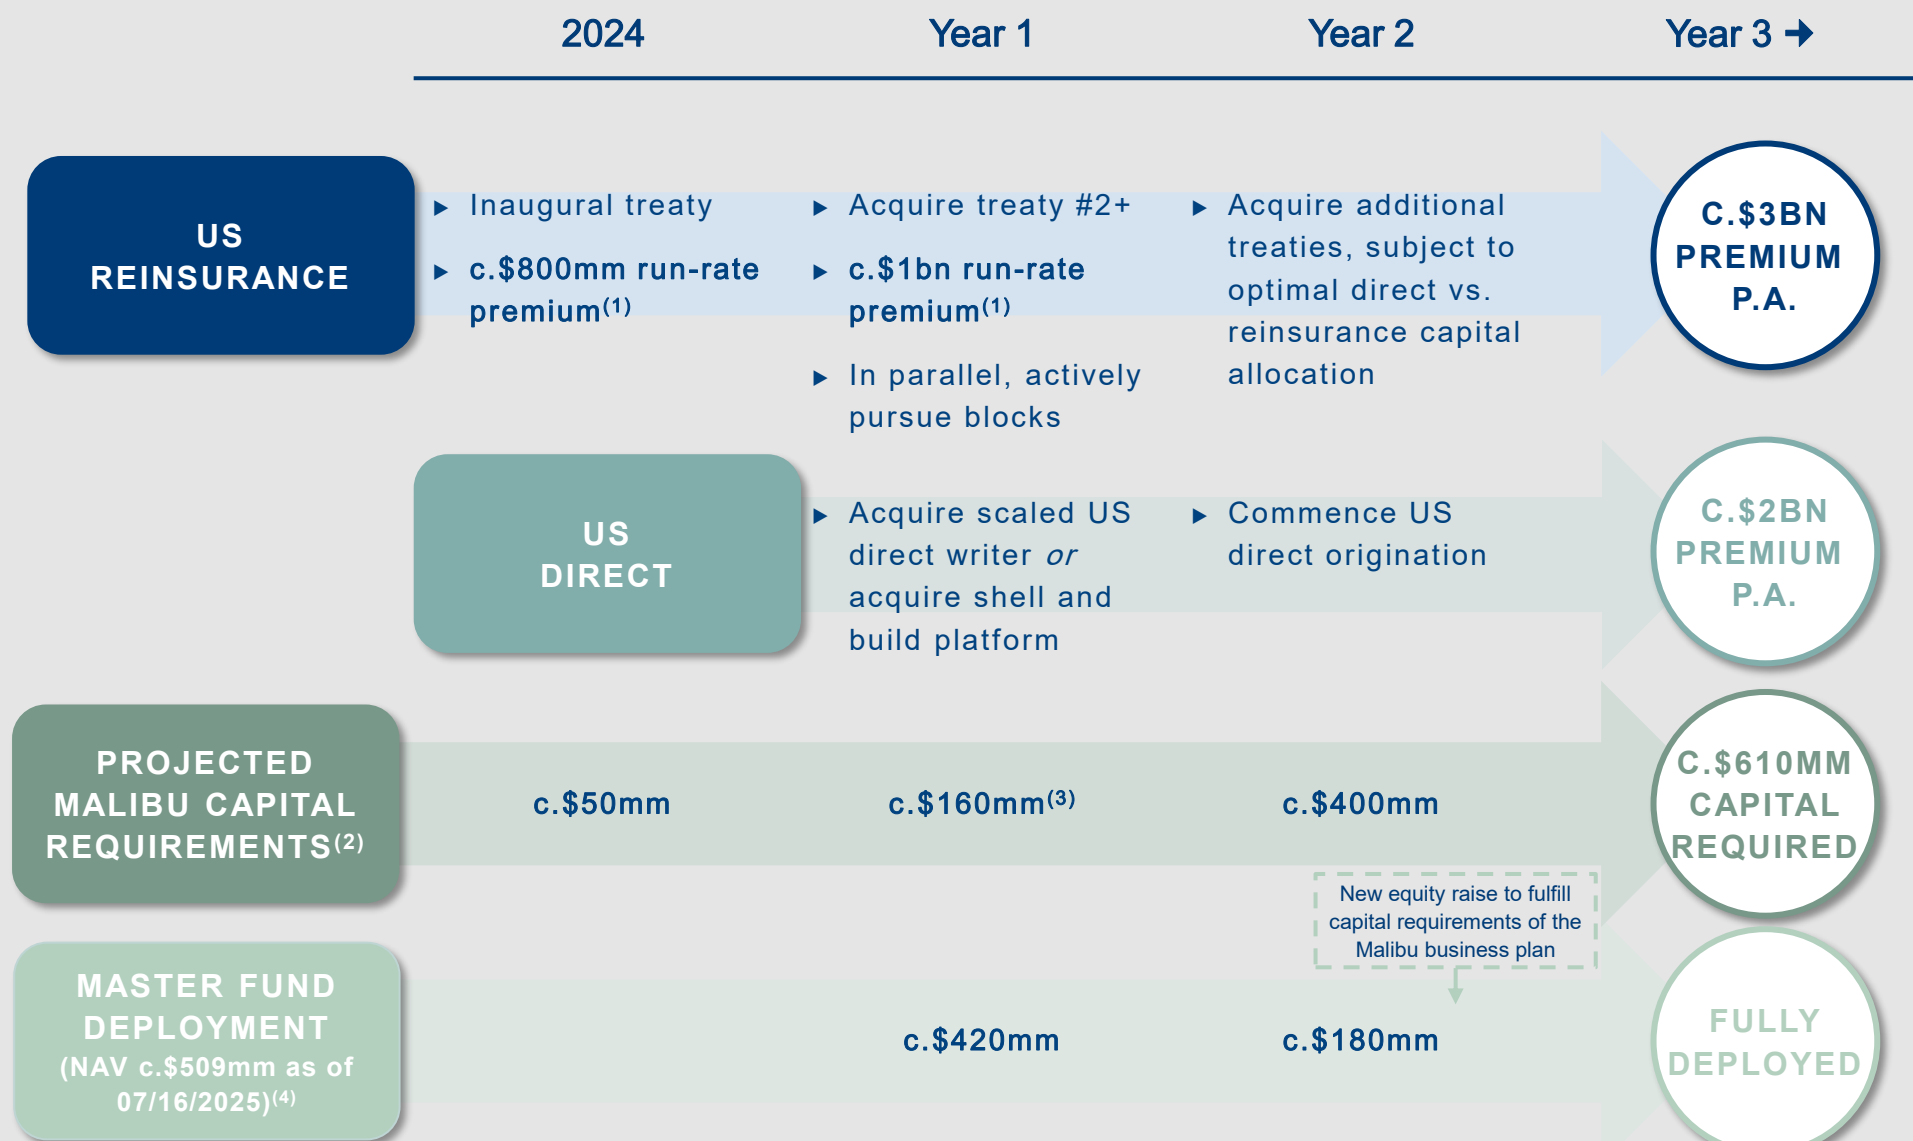 2024
Year 1
Year 2
Year 3 →
US
REINSURANCE
► Inaugural treaty
► c.$800mm run-rate
premium(1)
► Acquire treaty #2+
► c.$1bn run-rate
premium(1)
► In parallel, actively
pursue blocks
► Acquire additional
treaties, subject to
optimal direct vs.
reinsurance capital
allocation
C.$3BN
PREMIUM
P.A.
US
DIRECT
► Acquire scaled US
direct writer or
acquire shell and
build platform
► Commence US
direct origination
C.$2BN
PREMIUM
P.A.
PROJECTED
MALIBU CAPITAL
REQUIREMENTS(2)
c.$50mm
c.$160mm(3)
c.$400mm
C.$610MM
CAPITAL
REQUIRED
New equity raise to fulfill
capital requirements of the
Malibu business plan
MASTER FUND
DEPLOYMENT
(NAV c.$509mm as of
07/16/2025)(4)
c.$420mm
c.$180mm
FULLY
DEPLOYED